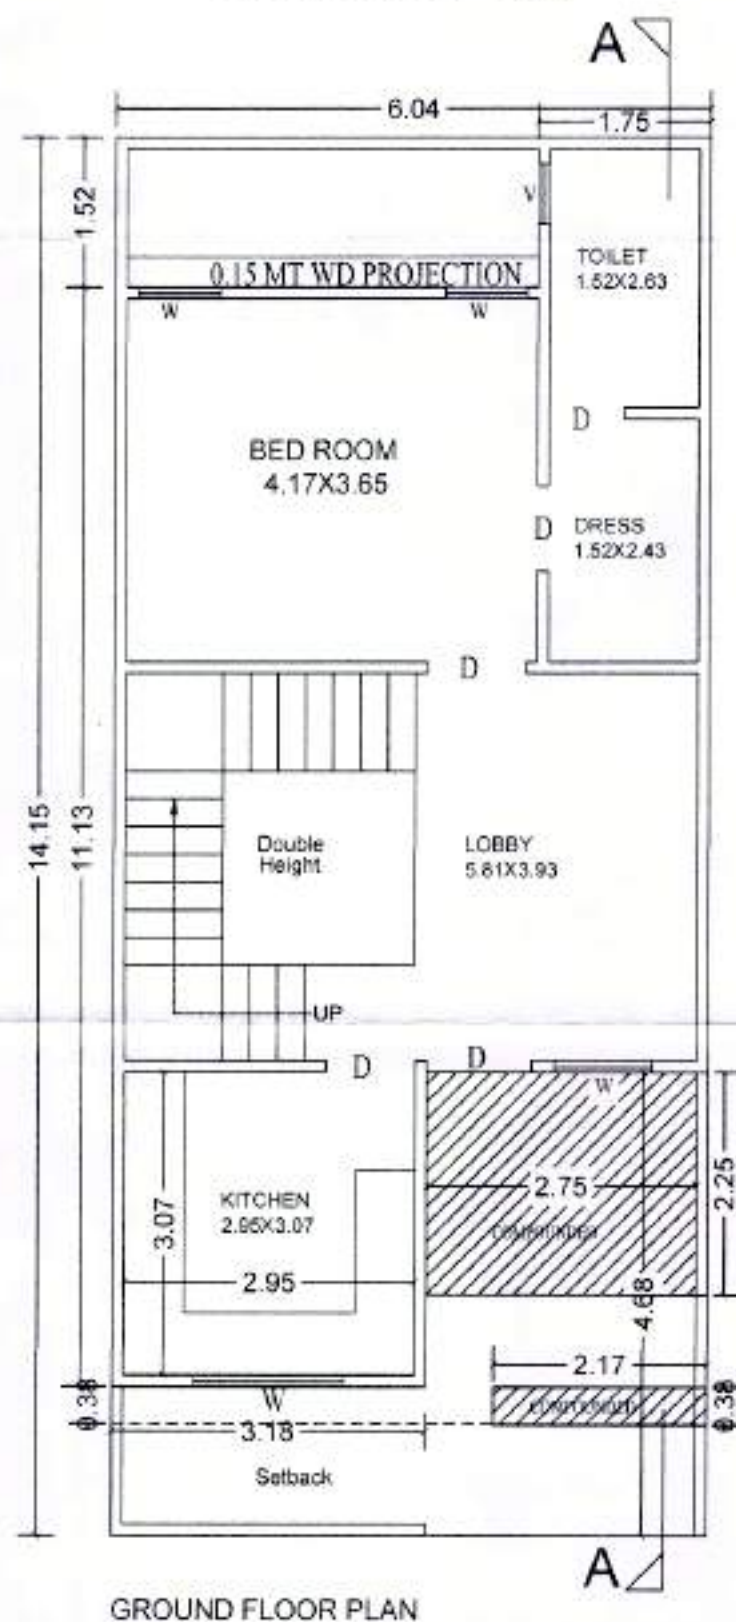 A
6.04
1.75
1.52
V
TOILET
1.52X2.63
0.15 MT WD PROJECTION
W
W
D
BED ROOM
4.17X3.65
D
DRESS
1.52X2.43
D
14.15
11.13
Double
Height
LOBBY
5.81X3.93
UP
D
D
W
2.25
2.75
KITCHEN
2.95X3.07
3.07
2.95
4.68
2.17
0.38
0.38
W
3.18
Setback
A
GROUND FLOOR PLAN